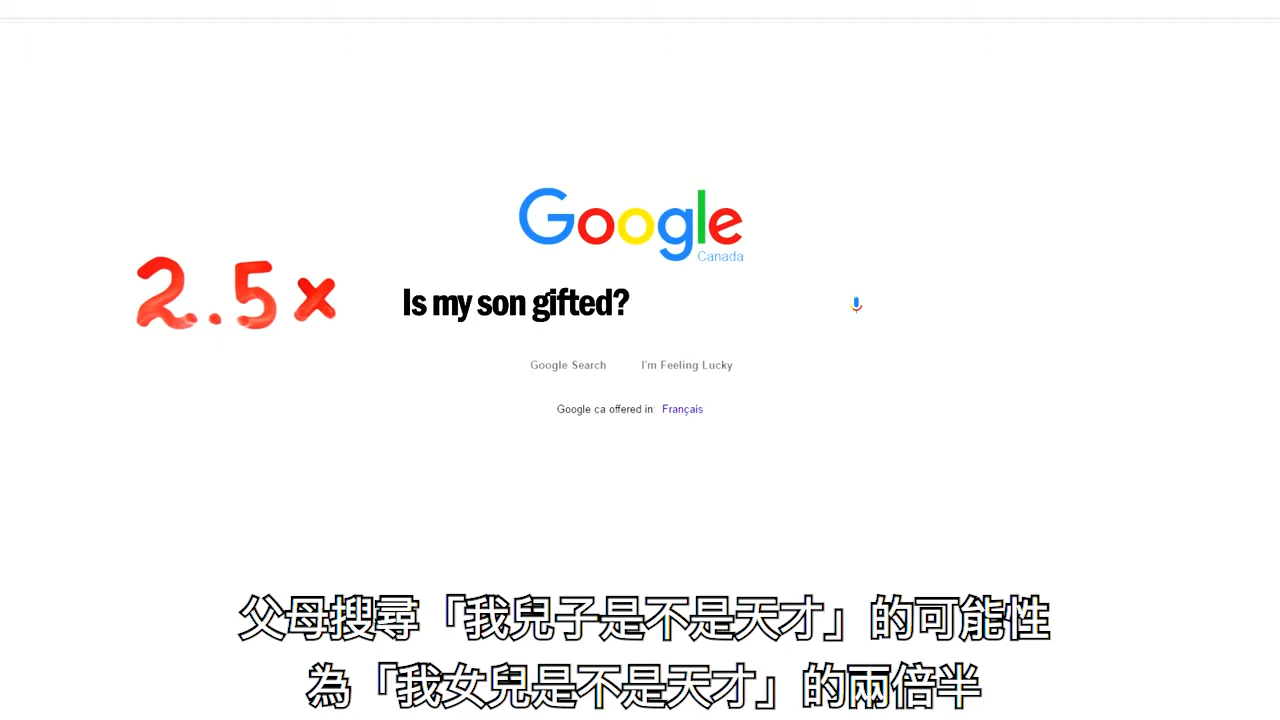 Google
Canada
2.5x
Is my son gifted?
Google Search I'm Feeling Lucky
Google ca offered in: Français
父母搜尋「我兒子是不是天才」的可能性
為「我女兒是不是天才」的兩倍半